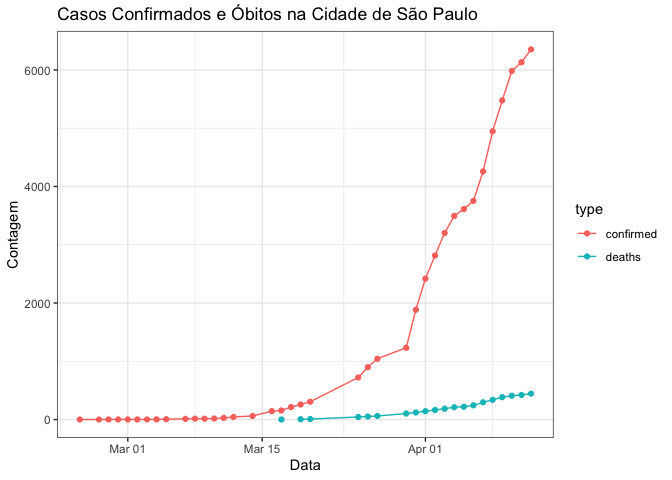 Casos Confirmados e Óbitos na Cidade de São Paulo
6000
4000
2000
0
Contagem
Mar 01
Mar 15
Apr 01
Data
type
confirmed
deaths